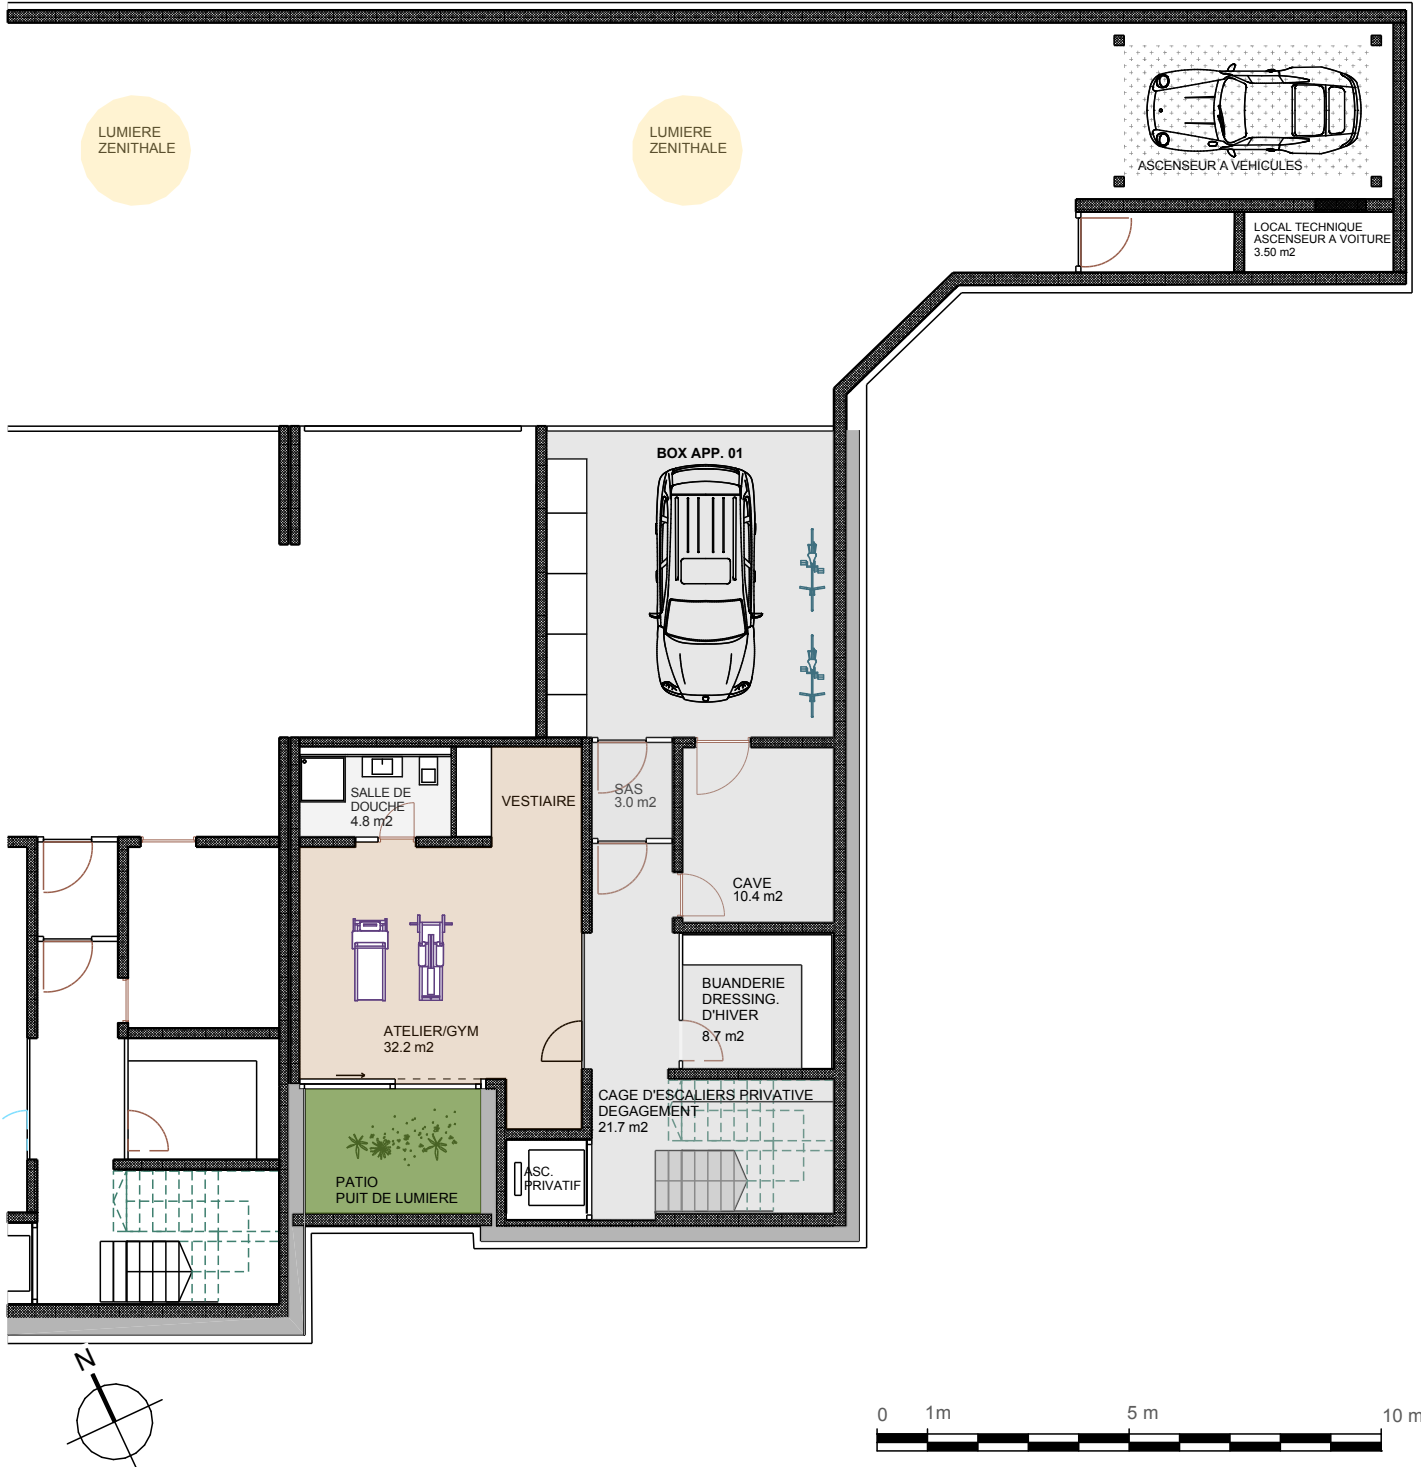 LUMIERE
ZENITHALE
LUMIERE
ZENITHALE
ASCENSEUR A VEHICULES
LOCAL TECHNIQUE
ASCENSEUR A VOITURE
3.50 m2
BOX APP. 01
SALLE DE
DOUCHE
4.8 m2
VESTIAIRE
SAS
3.0 m2
CAVE
10.4 m2
BUANDERIE
DRESSING.
D'HIVER
8.7 m2
ATELIER/GYM
32.2 m2
CAGE D'ESCALIERS PRIVATIVE
DEGAGEMENT
21.7 m2
ASC.
PRIVATIF
PATIO
PUIT DE LUMIERE
N
0 1m 5 m 10 m